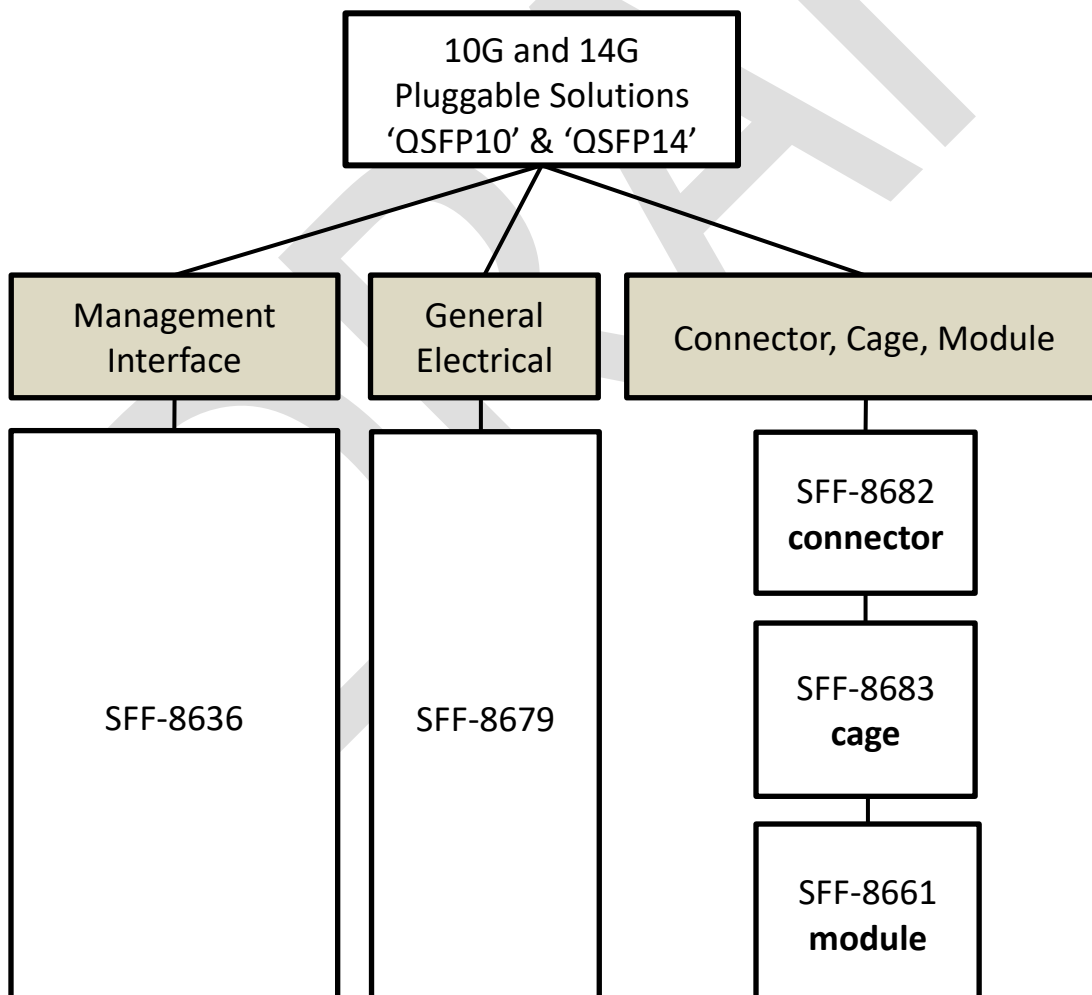 10G and 14G
Pluggable Solutions
‘QSFP10’ & ‘QSFP14’
Management
Interface
General
Electrical
Connector, Cage, Module
SFF-8636
SFF-8679
SFF-8682
connector
SFF-8683
cage
SFF-8661
module